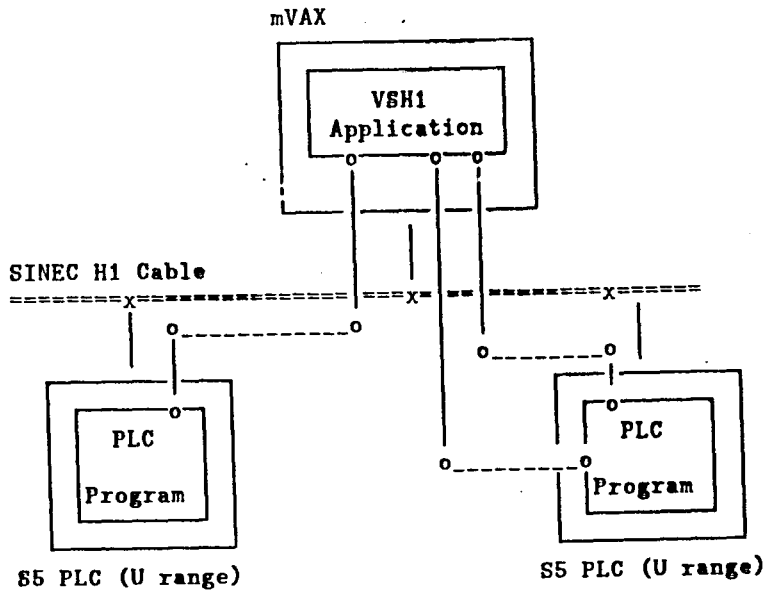 mVAX
VSH1
Application
SINEC H1 Cable
PLC
Program
PLC
Program
S5 PLC (U range)
S5 PLC (U range)